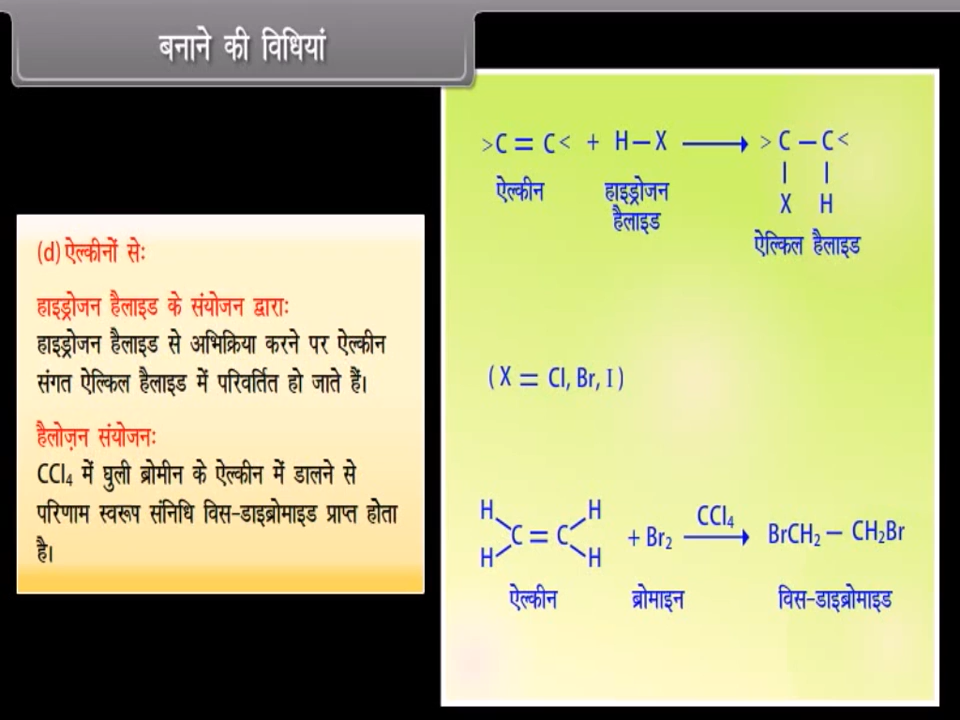 बनाने की विधियां
(d) ऐल्कीनों से:
हाइड्रोजन हैलाइड के संयोजन द्वारा:
हाइड्रोजन हैलाइड से अभिक्रिया करने पर ऐल्कीन
संगत ऐल्किल हैलाइड में परिवर्तित हो जाते हैं।
हैलोज़न संयोजन:
CCl₄ में घुली ब्रोमीन के ऐल्कीन में डालने से
परिणाम स्वरूप संनिधि विस-डाइब्रोमाइड प्राप्त होता
है।
>C = C< + H–X ⟶ >C –C<
X H
ऐल्कीन हाइड्रोजन
हैलाइड
ऐल्किल हैलाइड
( X = Cl, Br, I )
H H
C = C + Br₂ CCl₄ ⟶ BrCH₂ – CH₂Br
H H
ऐल्कीन ब्रोमाइन विस-डाइब्रोमाइड